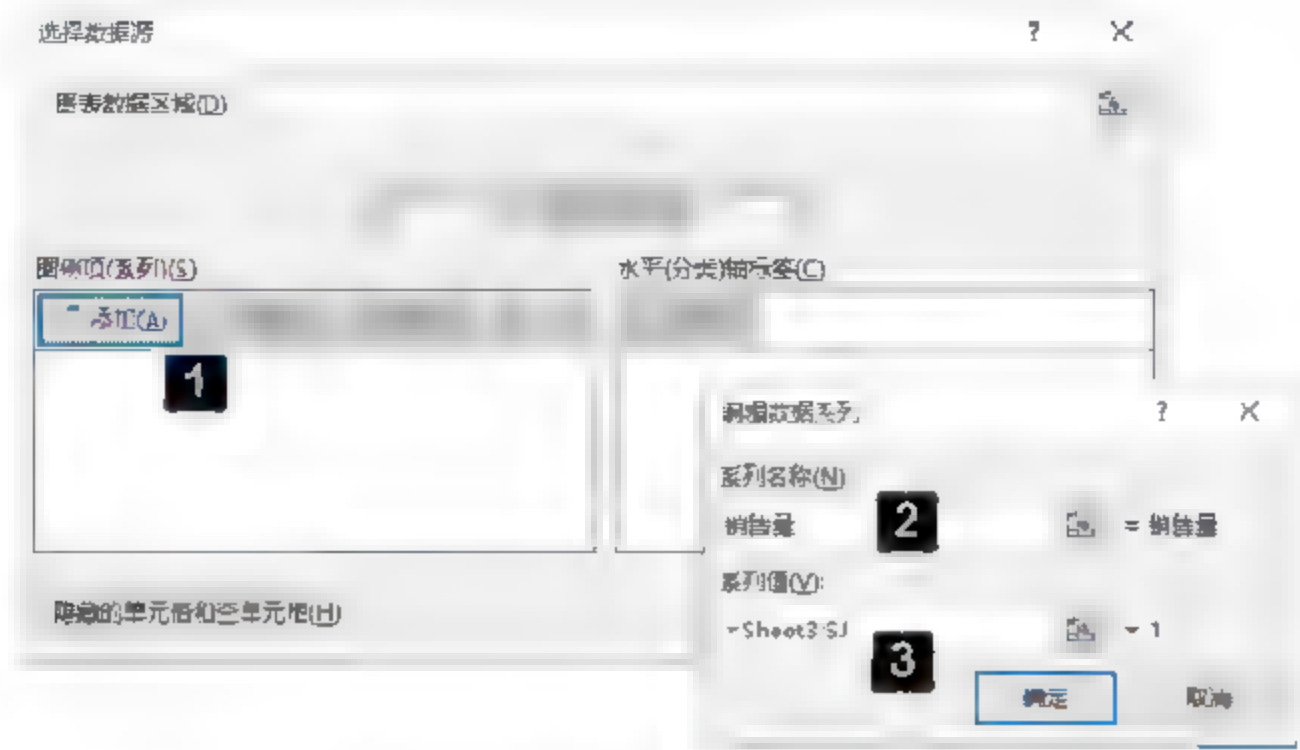 选择数据源 ? ×
图表数据区域(D)
图例项(系列)(S)
水平(分类)轴标签(C)
添加(A)
1
编辑数据系列 ? ×
系列名称(N)
销售量 2 = 销售量
系列值(V):
=Sheet3!$J 3 = 1
隐藏的单元格和空单元格(H)
确定 取消